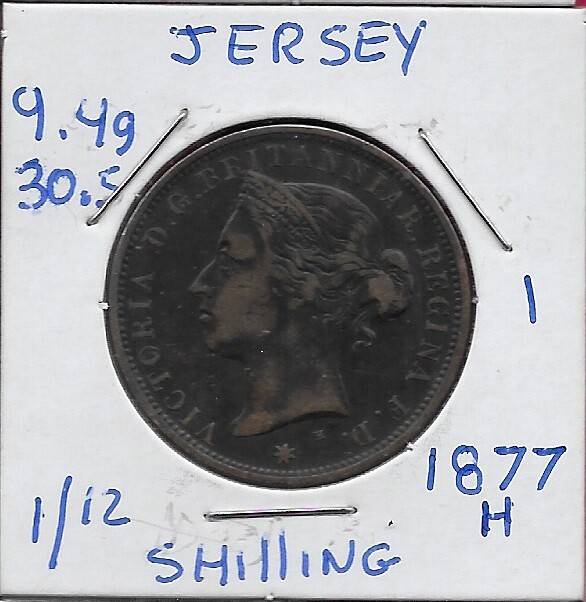 JERSEY
9.4g
30.5
VICTORIA D.G. BRITANNIAR. REGINA F.D.
H
1
1877
H
1/12
SHIllING